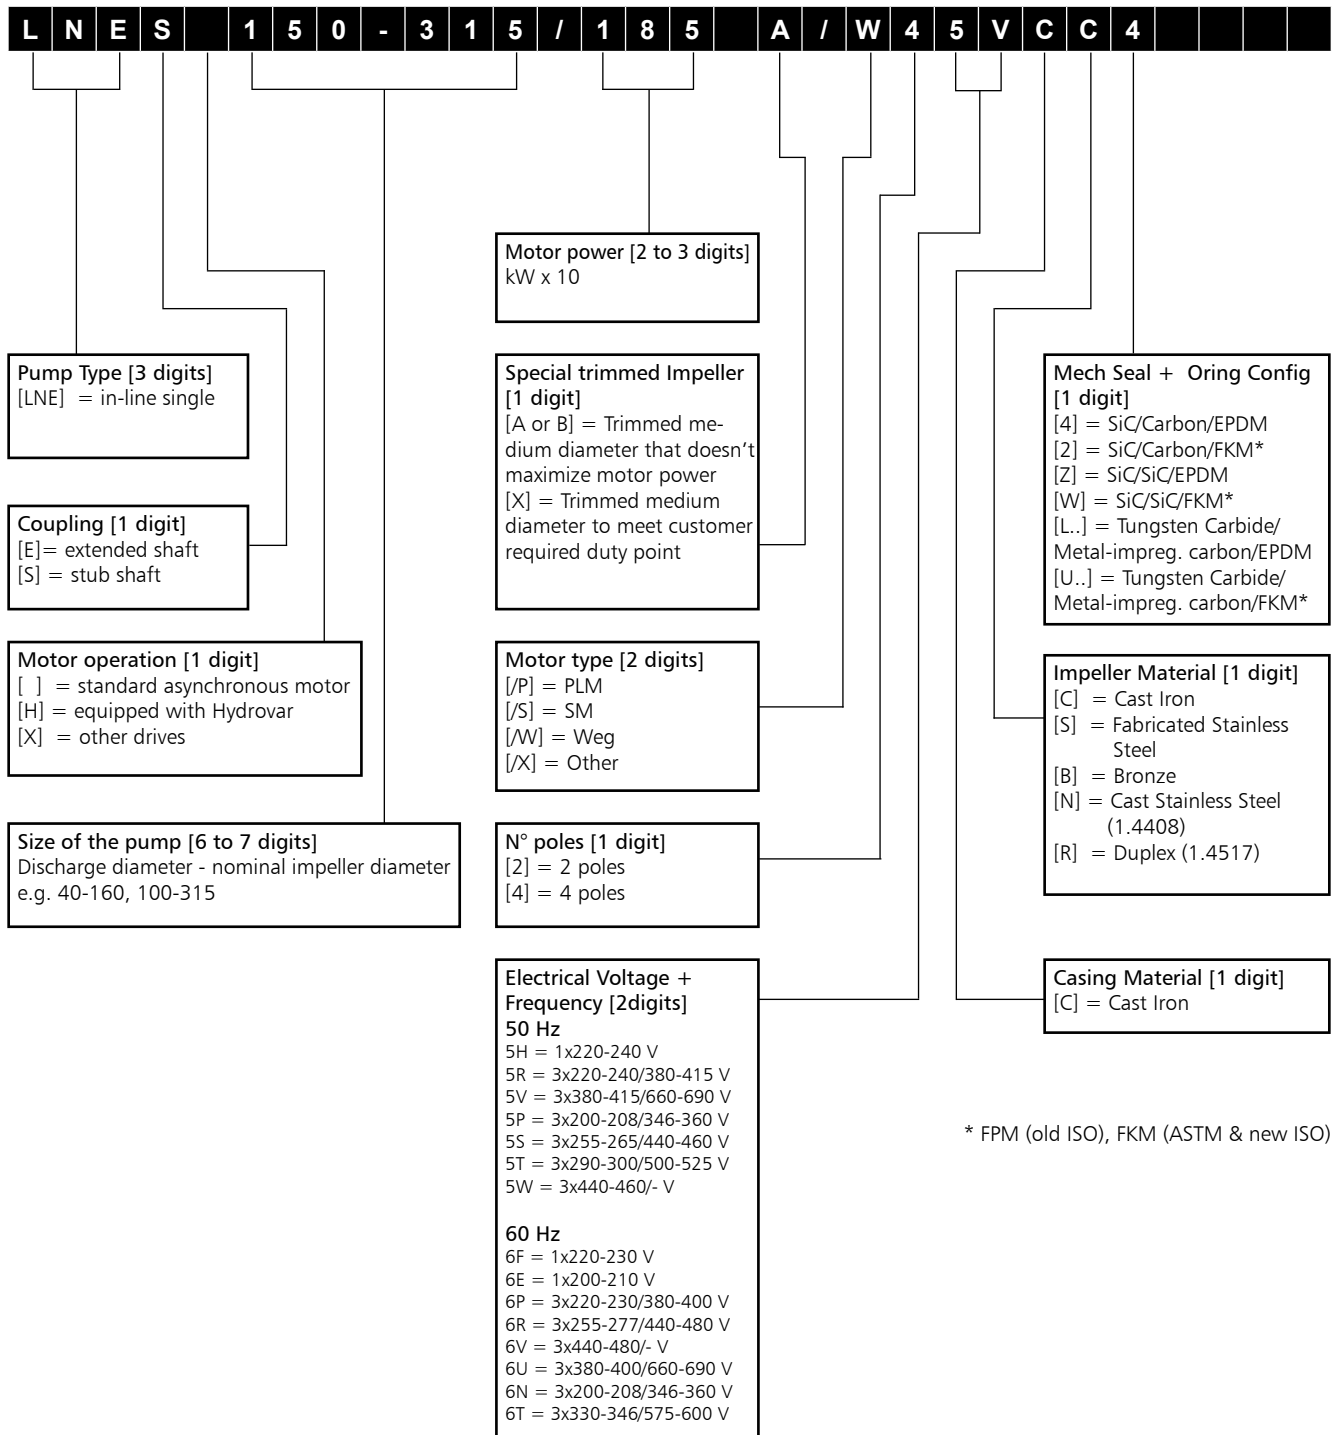 LNES 150-315/185 A/W45VCC4
Motor power [2 to 3 digits]
kW x 10
Pump Type [3 digits]
[LNE] = in-line single
Coupling [1 digit]
[E]= extended shaft
[S] = stub shaft
Motor operation [1 digit]
[ ] = standard asynchronous motor
[H] = equipped with Hydrovar
[X] = other drives
Size of the pump [6 to 7 digits]
Discharge diameter - nominal impeller diameter
e.g. 40-160, 100-315
Special trimmed Impeller
[1 digit]
[A or B] = Trimmed me-
dium diameter that doesn't
maximize motor power
[X] = Trimmed medium
diameter to meet customer
required duty point
Motor type [2 digits]
[/P] = PLM
[/S] = SM
[/W] = Weg
[/X] = Other
N° poles [1 digit]
[2] = 2 poles
[4] = 4 poles
Electrical Voltage +
Frequency [2digits]
50 Hz
5H = 1x220-240 V
5R = 3x220-240/380-415 V
5V = 3x380-415/660-690 V
5P = 3x200-208/346-360 V
5S = 3x255-265/440-460 V
5T = 3x290-300/500-525 V
5W = 3x440-460/- V
60 Hz
6F = 1x220-230 V
6E = 1x200-210 V
6P = 3x220-230/380-400 V
6R = 3x255-277/440-480 V
6V = 3x440-480/- V
6U = 3x380-400/660-690 V
6N = 3x200-208/346-360 V
6T = 3x330-346/575-600 V
Mech Seal + Oring Config
[1 digit]
[4] = SiC/Carbon/EPDM
[2] = SiC/Carbon/FKM*
[Z] = SiC/SiC/EPDM
[W] = SiC/SiC/FKM*
[L..] = Tungsten Carbide/
Metal-impreg. carbon/EPDM
[U..] = Tungsten Carbide/
Metal-impreg. carbon/FKM*
Impeller Material [1 digit]
[C] = Cast Iron
[S] = Fabricated Stainless
Steel
[B] = Bronze
[N] = Cast Stainless Steel
(1.4408)
[R] = Duplex (1.4517)
Casing Material [1 digit]
[C] = Cast Iron
* FPM (old ISO), FKM (ASTM & new ISO)